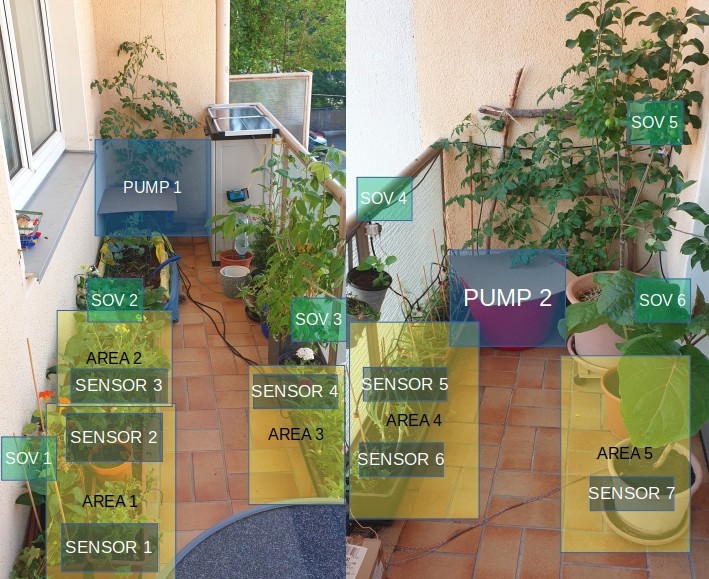 PUMP 1
SOV 2
SOV 3
AREA 2
SENSOR 3
SENSOR 4
SENSOR 2
AREA 3
SOV 1
AREA 1
SENSOR 1
SOV 5
SOV 4
PUMP 2
SOV 6
SENSOR 5
AREA 4
SENSOR 6
AREA 5
SENSOR 7